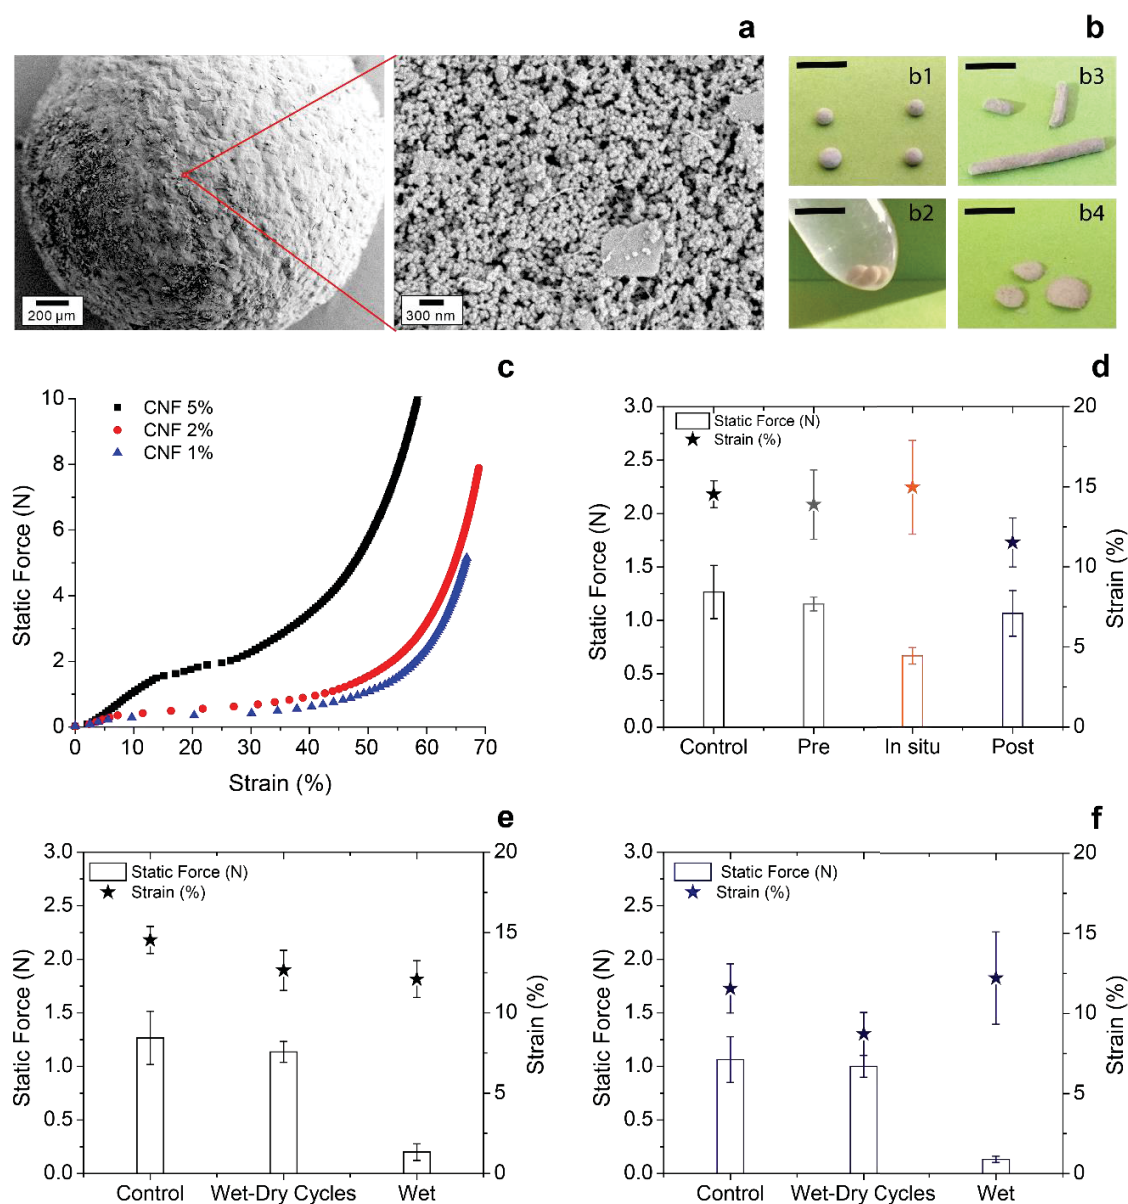 a
b
200 µm
300 nm
b1
b3
b2
b4
c
CNF 5%
CNF 2%
CNF 1%
Static Force (N)
10
8
6
4
2
0
0 10 20 30 40 50 60 70
Strain (%)
d
Static Force (N)
Strain (%)
Static Force (N)
3.0
2.5
2.0
1.5
1.0
0.5
0.0
20
15
10
5
0
Strain (%)
Control Pre In situ Post
e
Static Force (N)
Strain (%)
Static Force (N)
3.0
2.5
2.0
1.5
1.0
0.5
0.0
20
15
10
5
0
Strain (%)
Control Wet-Dry Cycles Wet
f
Static Force (N)
Strain (%)
Static Force (N)
3.0
2.5
2.0
1.5
1.0
0.5
0.0
20
15
10
5
0
Strain (%)
Control Wet-Dry Cycles Wet